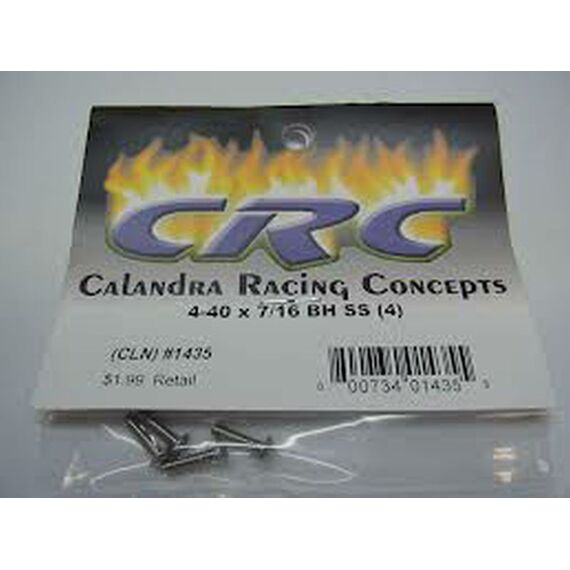 CRC
Calandra Racing Concepts
4-40 x 7/16 BH SS (4)
(CLN) #1435
$1.99 Retail
0 00734 01435 3